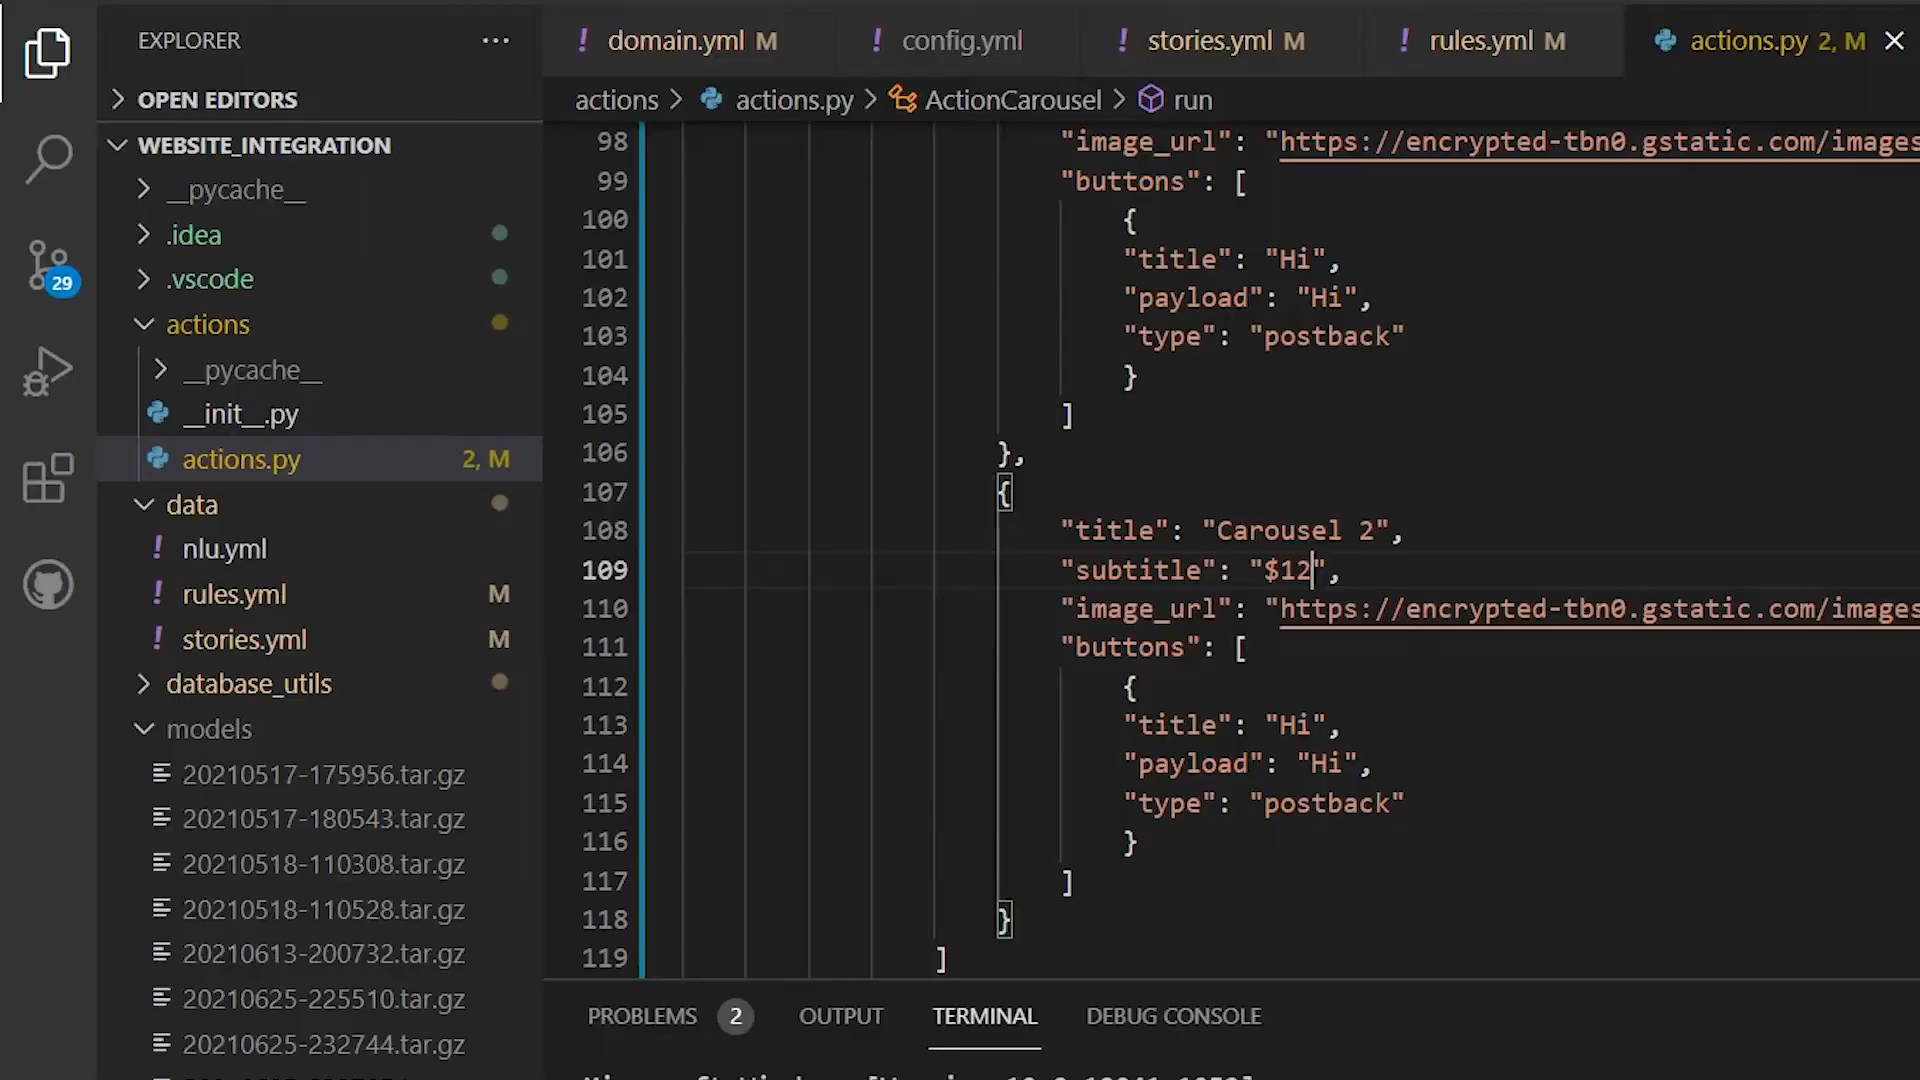 EXPLORER
OPEN EDITORS
WEBSITE_INTEGRATION
__pycache__
.idea
.vscode
actions
__pycache__
__init__.py
actions.py 2, M
data
nlu.yml
rules.yml M
stories.yml M
database_utils
models
20210517-175956.tar.gz
20210517-180543.tar.gz
20210518-110308.tar.gz
20210518-110528.tar.gz
20210613-200732.tar.gz
20210625-225510.tar.gz
20210625-232744.tar.gz
29
! domain.yml M ! config.yml ! stories.yml M ! rules.yml M actions.py 2, M
actions > actions.py > ActionCarousel > run
98 "image_url": "https://encrypted-tbn0.gstatic.com/images
99 "buttons": [
100 {
101 "title": "Hi",
102 "payload": "Hi",
103 "type": "postback"
104 }
105 ]
106 },
107 {
108 "title": "Carousel 2",
109 "subtitle": "$12",
110 "image_url": "https://encrypted-tbn0.gstatic.com/images
111 "buttons": [
112 {
113 "title": "Hi",
114 "payload": "Hi",
115 "type": "postback"
116 }
117 ]
118 }
119 ]
PROBLEMS 2 OUTPUT TERMINAL DEBUG CONSOLE